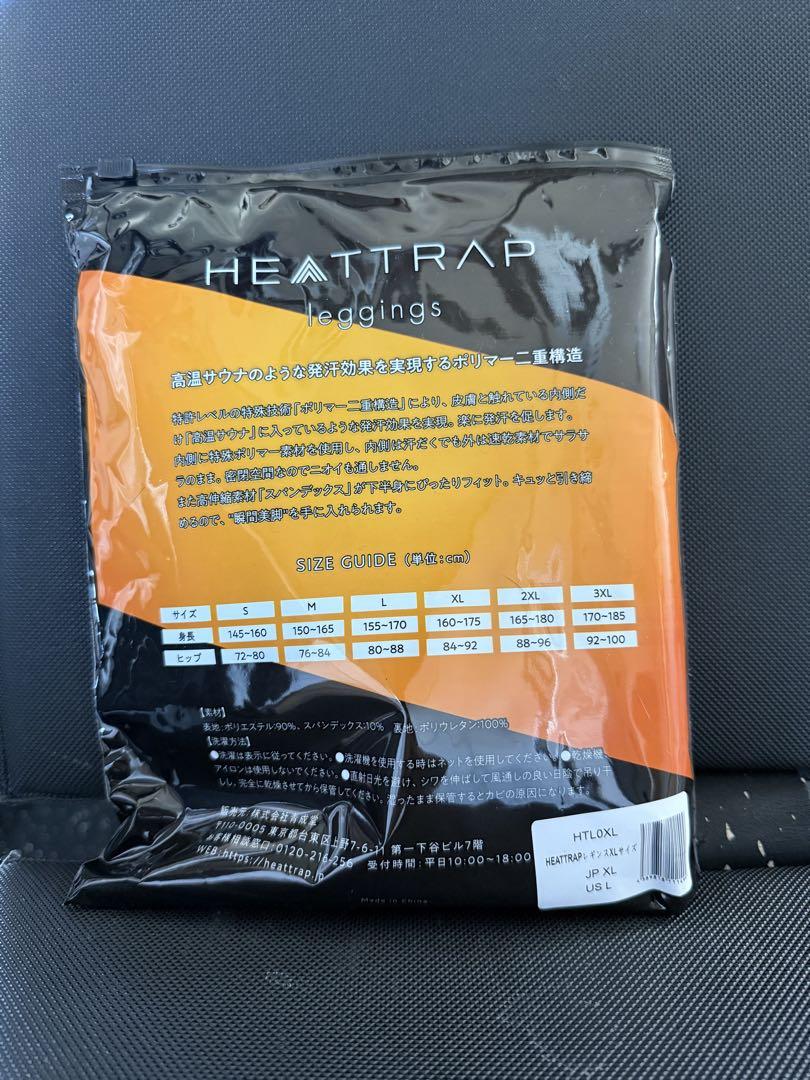 HEATTRAP
leggings
高温サウナのような発汗効果を実現するポリマー二重構造
特許レベルの特殊技術「ポリマー二重構造」により、皮膚と触れている内側だ
け「高温サウナ」に入っているような発汗効果を実現。楽に発汗を促します。
内側に特殊ポリマー素材を使用し、内側は汗だくでも外は速乾素材でサラサ
ラのまま。密閉空間なのでニオイも通しません。
また高伸縮素材「スパンデックス」が下半身にぴったりフィット。キュッと引き締
めるので、"瞬間美脚"を手に入れられます。
SIZE GUIDE (単位:cm)
サイズ S M L XL 2XL 3XL
身長 145~160 150~165 155~170 160~175 165~180 170~185
ヒップ 72~80 76~84 80~88 84~92 88~96 92~100
【素材】
表地:ポリエステル:90%、スパンデックス:10% 裏地:ポリウレタン:100%
【洗濯方法】
●洗濯は表示に従ってください。●洗濯機を使用する時はネットを使用してください。●乾燥機
アイロンは使用しないでください。●直射日光を避け、シワを伸ばして風通しの良い日陰で吊り干
しし、完全に乾燥させてから保管してください。湿ったまま保管するとカビの原因になります。
販売元:株式会社育成堂
〒110-0005 東京都台東区上野7-6-11 第一下谷ビル7階
お客様相談窓口:0120-216-256 受付時間:平日10:00~18:00
WEB:https://heattrap.jp
Made in China
HTL0XL
HEATTRAPレギンスXLサイズ
JP XL
US L